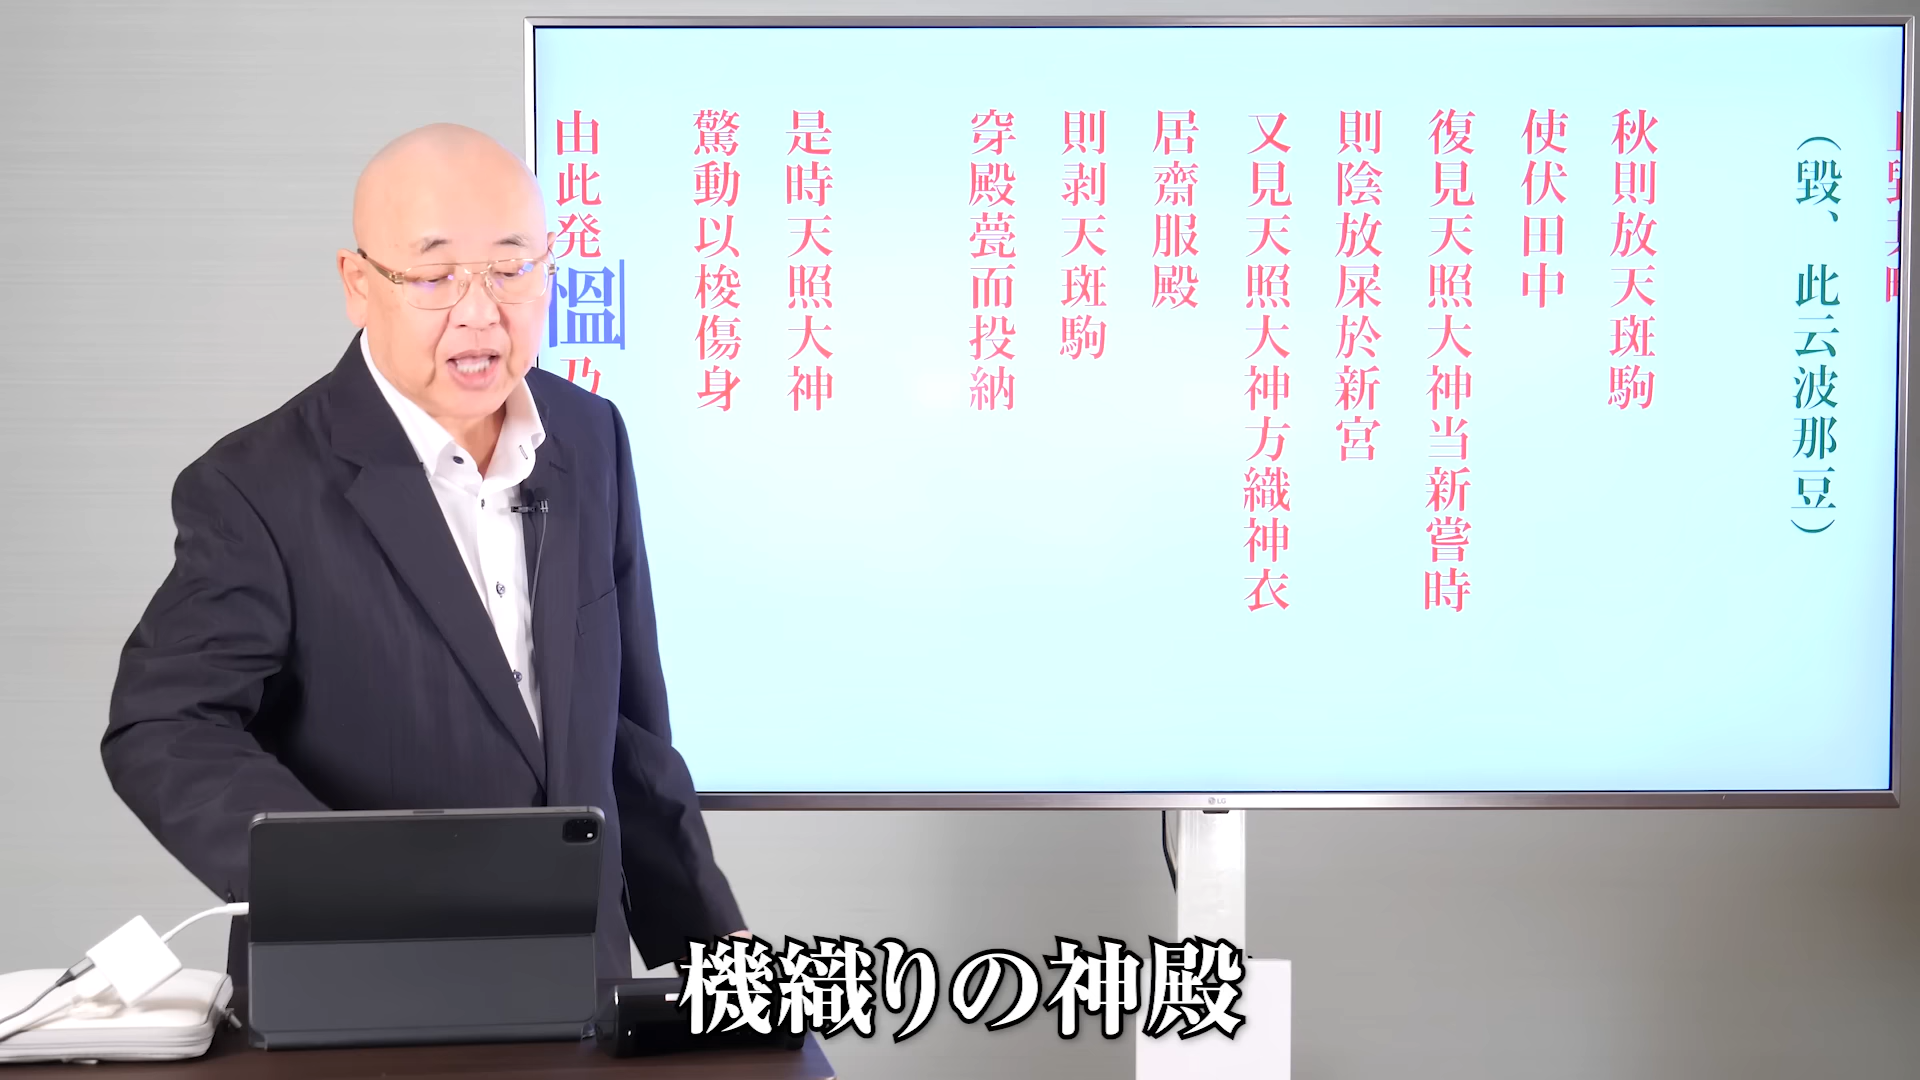 （毀、此云波那豆）
秋則放天斑駒
使伏田中
復見天照大神当新嘗時
則陰放屎於新宮
又見天照大神方織神衣
居齋服殿
則剥天斑駒
穿殿甍而投納
是時天照大神
驚動以梭傷身
由此発慍乃
機織りの神殿
LG